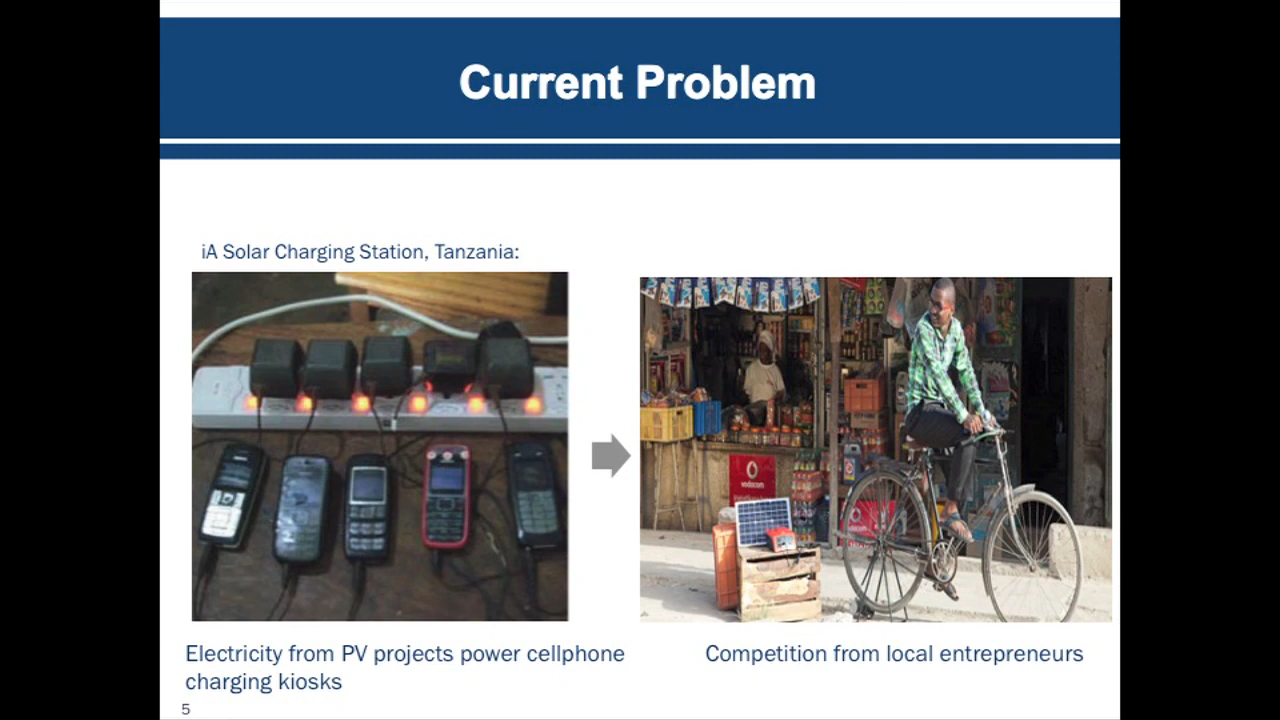 Current Problem
iA Solar Charging Station, Tanzania:
vodacom
Electricity from PV projects power cellphone
charging kiosks
Competition from local entrepreneurs
5